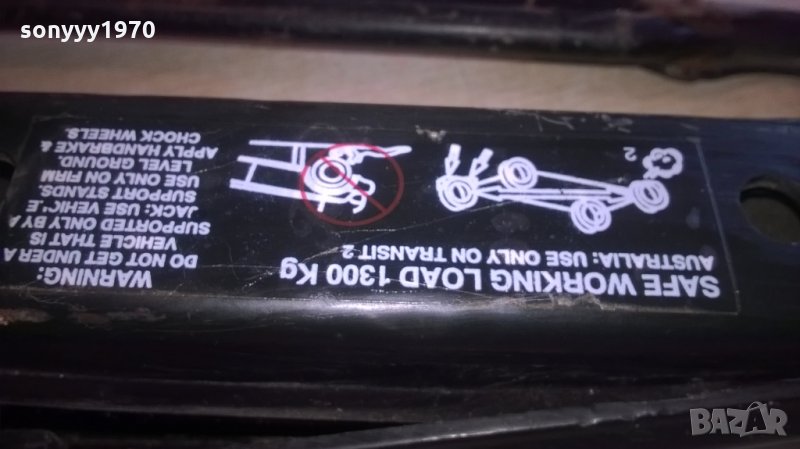 sonyyy1970
SAFE WORKING LOAD 1300 Kg
AUSTRALIA: USE ONLY ON TRANSIT 2
2
WARNING:
DO NOT GET UNDER A
VEHICLE THAT IS
SUPPORTED ONLY BY A
JACK: USE VEHICLE
SUPPORT STANDS.
USE ONLY ON FIRM
LEVEL GROUND.
APPLY HANDBRAKE &
CHOCK WHEELS.
BAZAR